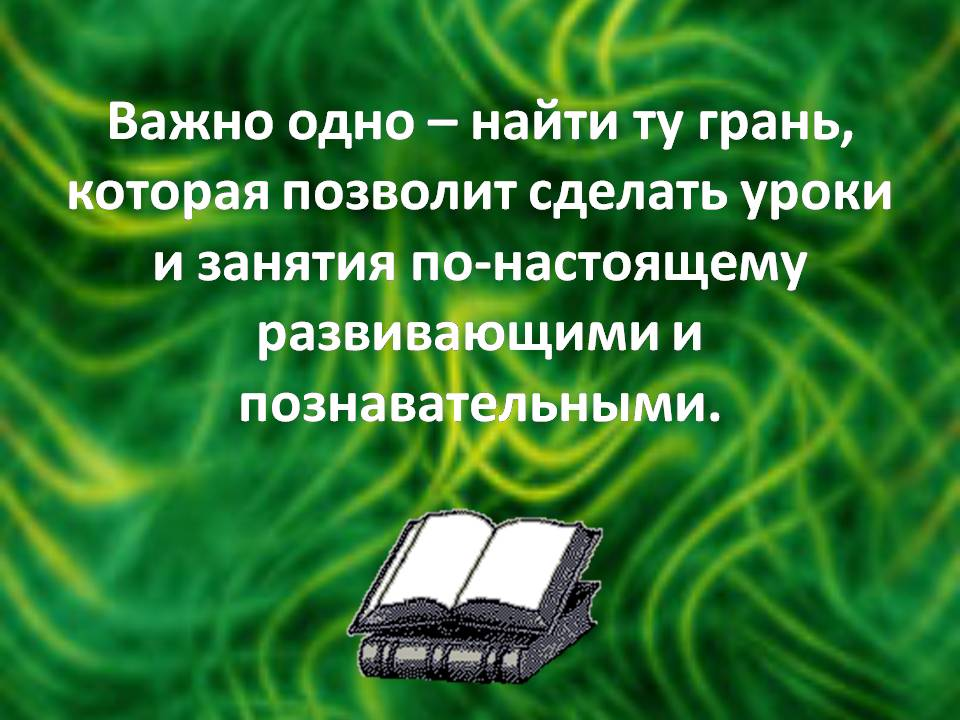 Важно одно – найти ту грань,
которая позволит сделать уроки
и занятия по-настоящему
развивающими и
познавательными.